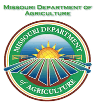 Missouri Department of
Agriculture
MISSOURI DEPARTMENT
OF AGRICULTURE